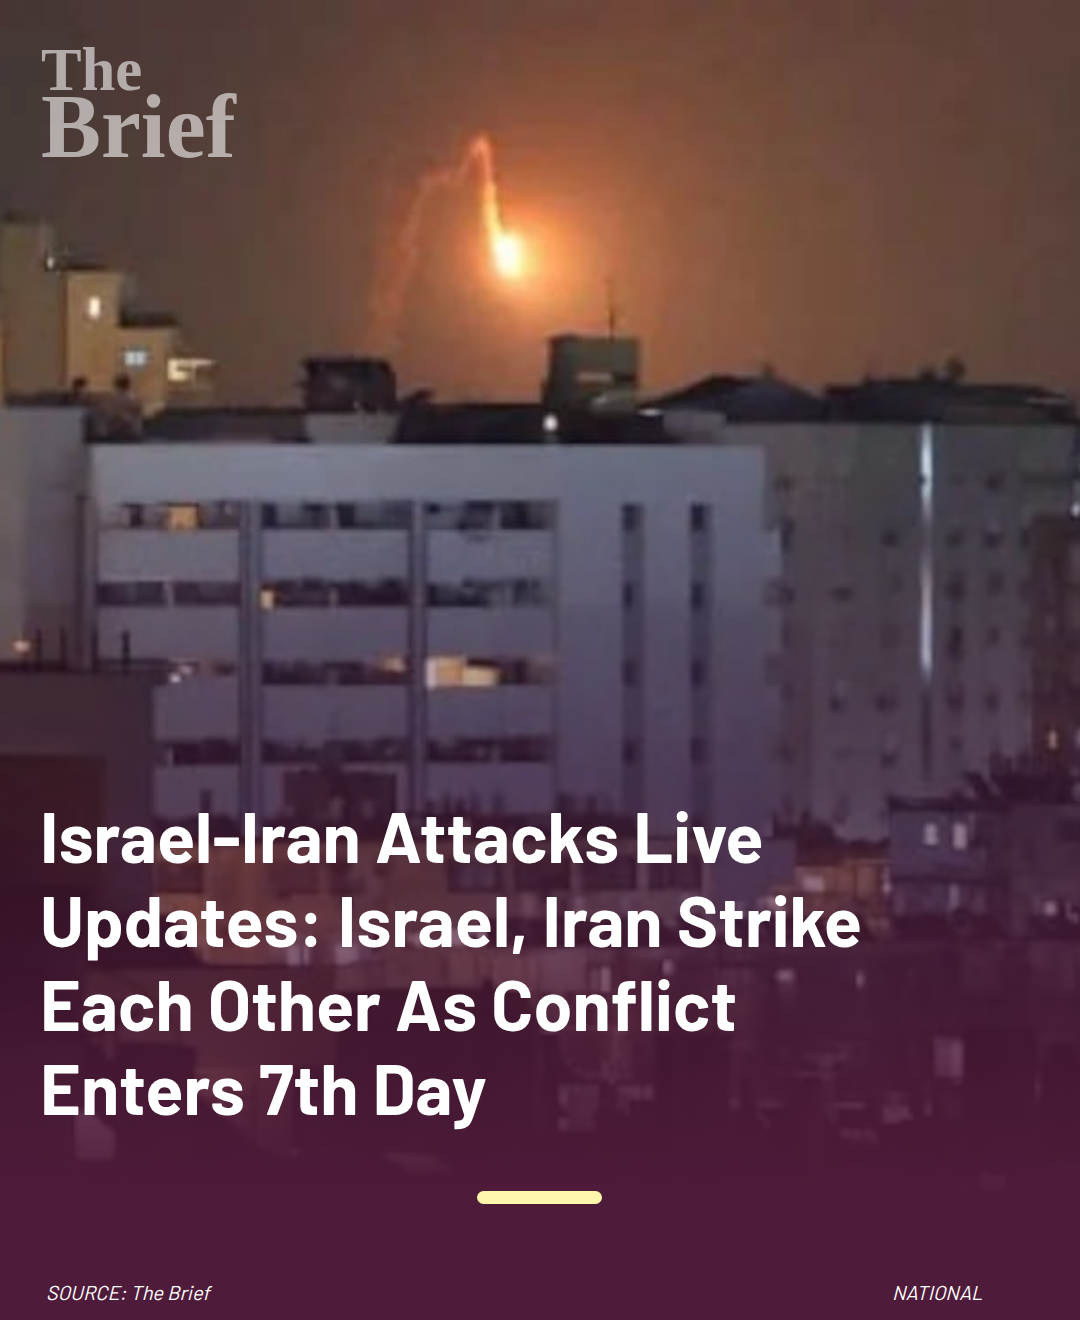 The
Brief
Israel-Iran Attacks Live
Updates: Israel, Iran Strike
Each Other As Conflict
Enters 7th Day
SOURCE: The Brief
NATIONAL